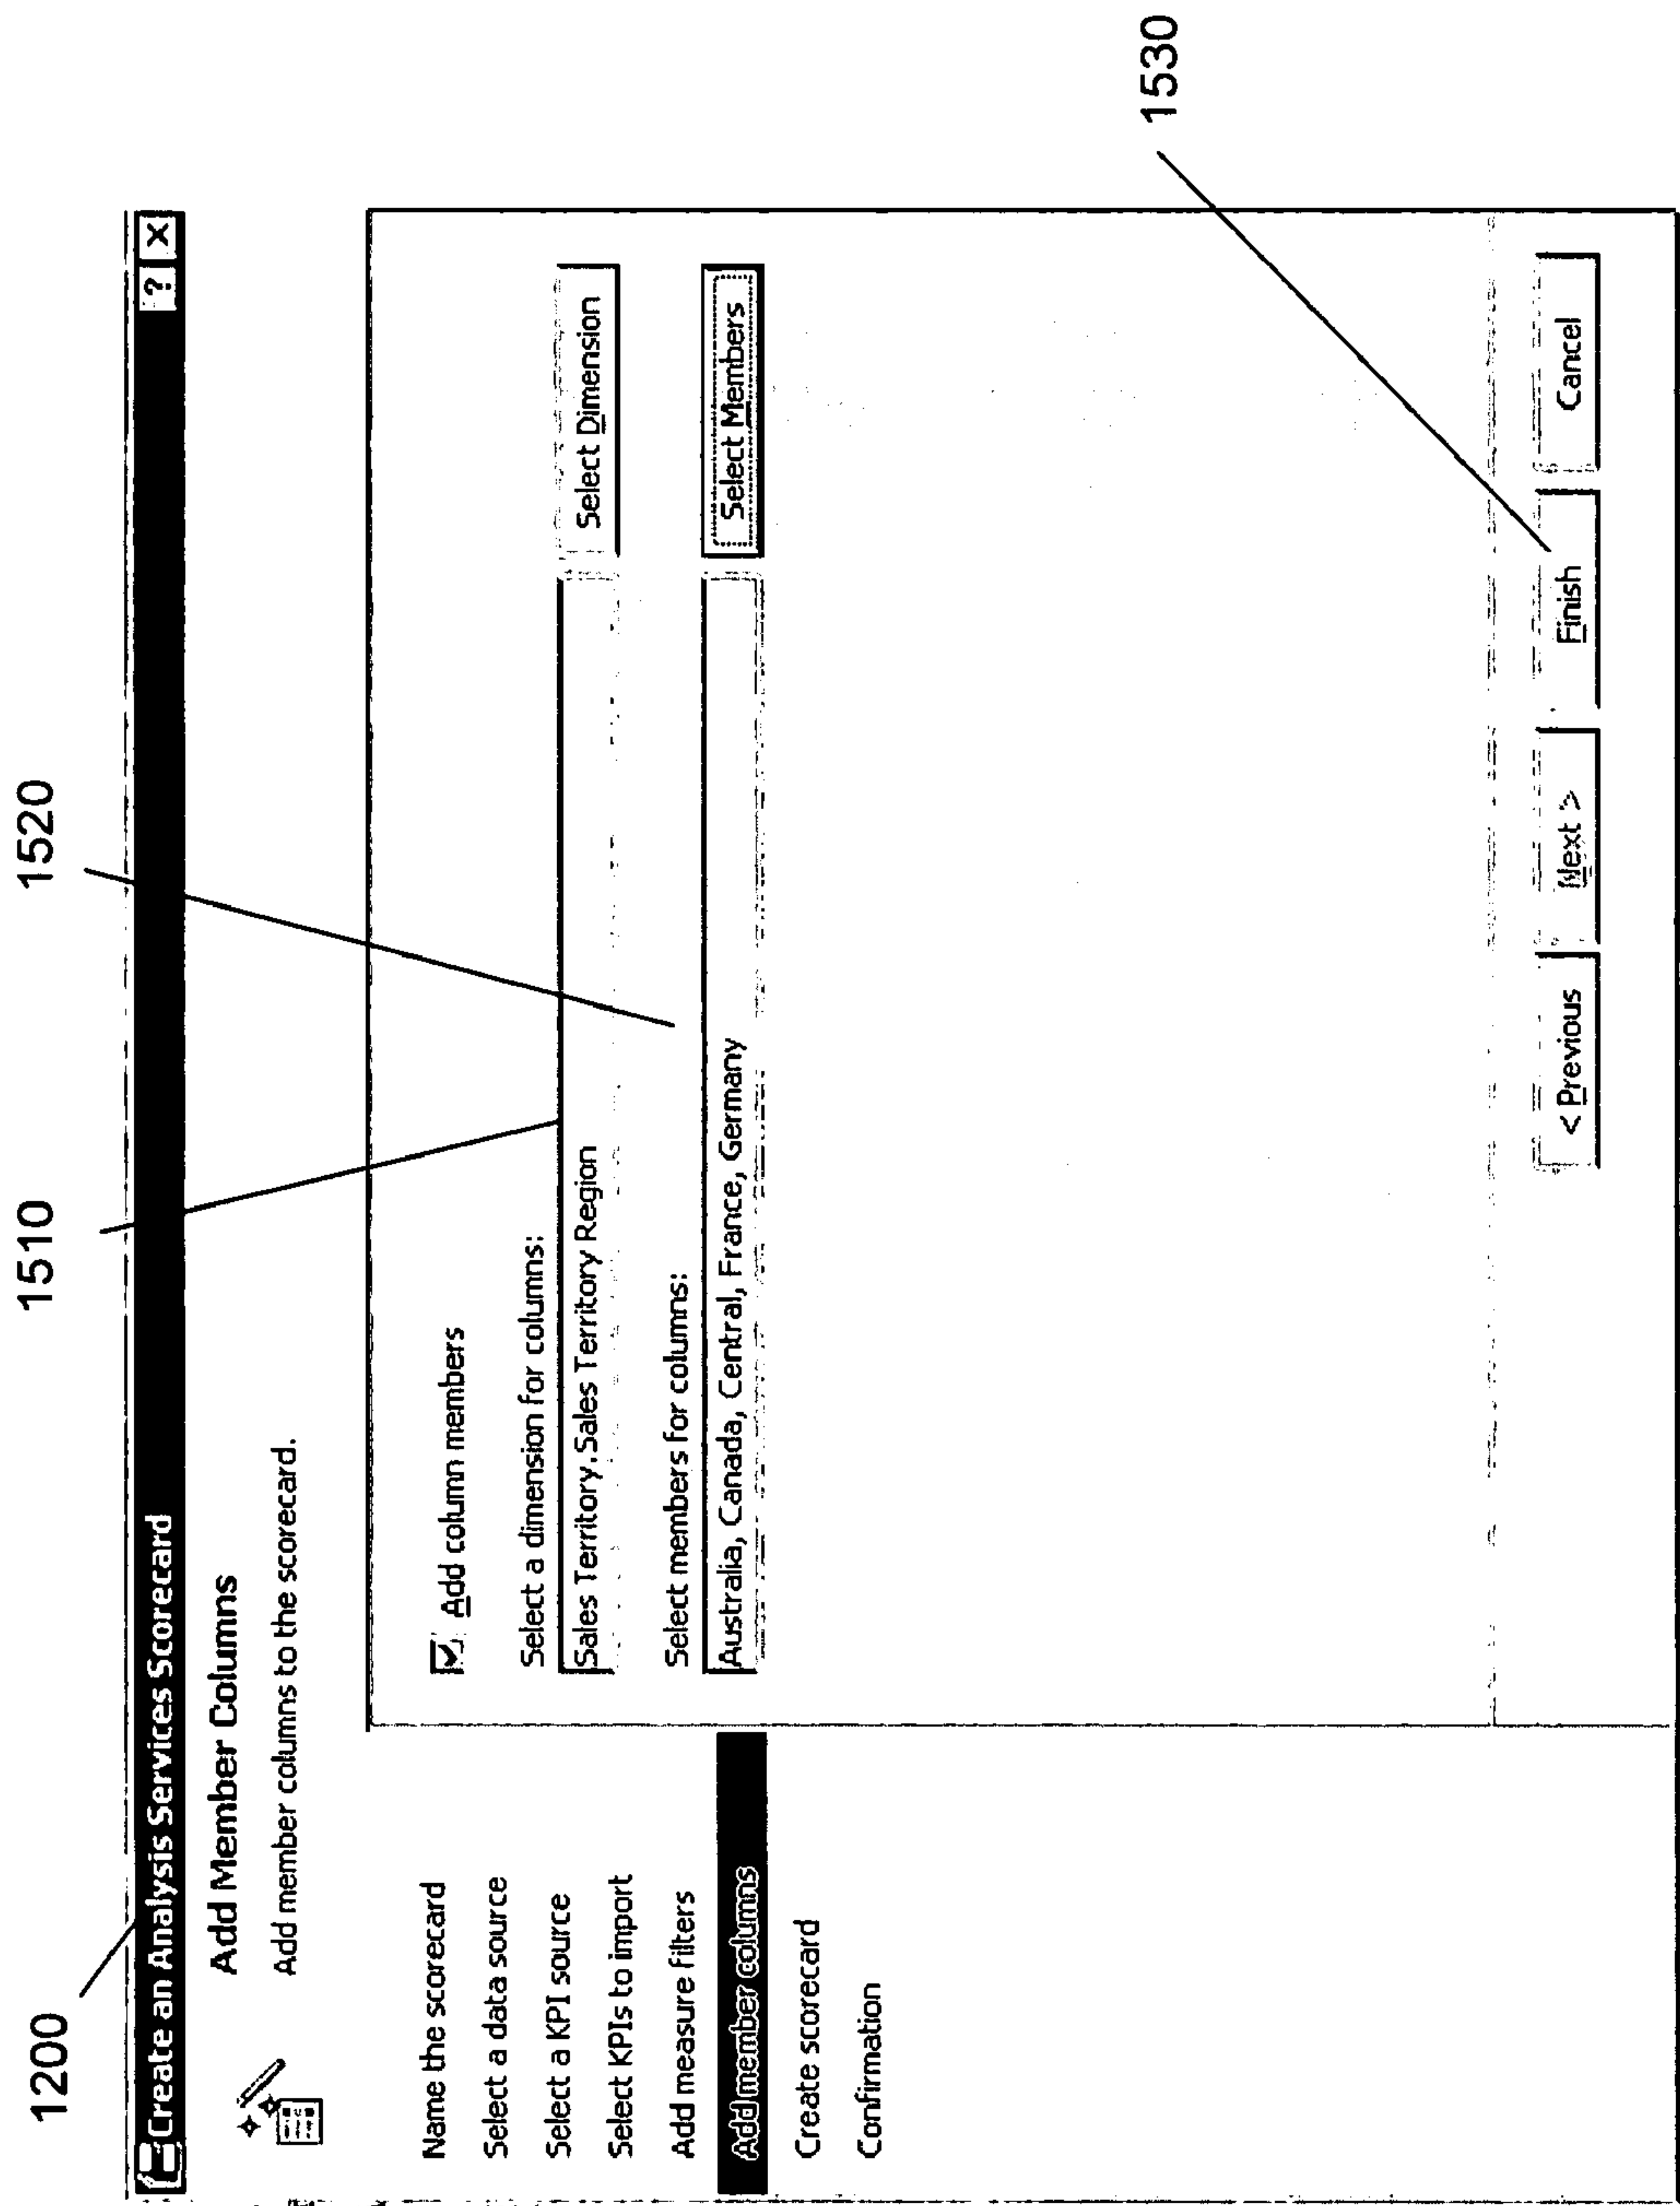 1200
1510
1520
Create an Analysis Services Scorecard
? X
Add Member Columns
Add member columns to the scorecard.
Name the scorecard
Select a data source
Select a KPI source
Select KPIs to import
Add measure filters
Add member columns
Create scorecard
Confirmation
Add column members
Select a dimension for columns:
Sales Territory.Sales Territory Region
Select Dimension
Select members for columns:
Australia, Canada, Central, France, Germany
Select Members
< Previous
Next >
Finish
Cancel
1530